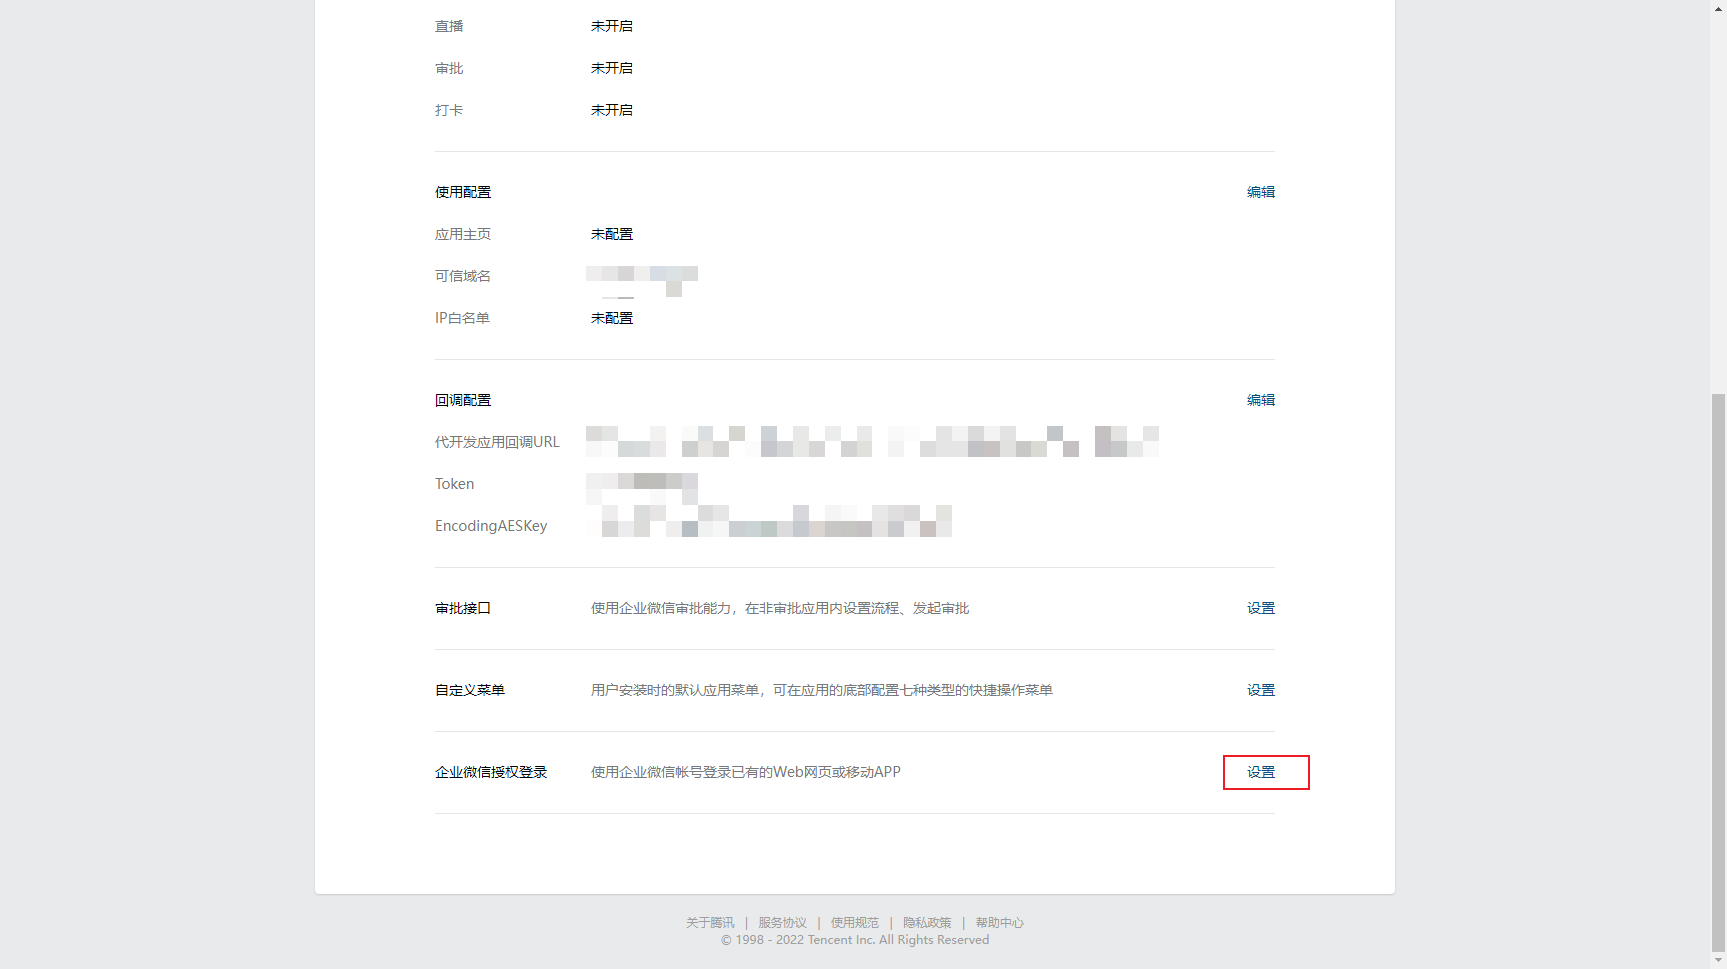 直播 未开启
审批 未开启
打卡 未开启
使用配置 编辑
应用主页 未配置
可信域名
IP白名单 未配置
回调配置 编辑
代开发应用回调URL
Token
EncodingAESKey
审批接口 使用企业微信审批能力，在非审批应用内设置流程、发起审批 设置
自定义菜单 用户安装时的默认应用菜单，可在应用的底部配置七种类型的快捷操作菜单 设置
企业微信授权登录 使用企业微信帐号登录已有的Web网页或移动APP 设置
关于腾讯 | 服务协议 | 使用规范 | 隐私政策 | 帮助中心
© 1998 - 2022 Tencent Inc. All Rights Reserved